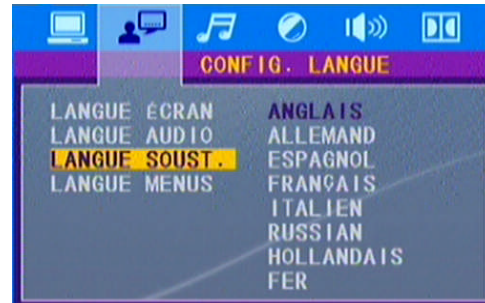 CONFIG. LANGUE
LANGUE ÉCRAN
LANGUE AUDIO
LANGUE SOUST.
LANGUE MENUS
ANGLAIS
ALLEMAND
ESPAGNOL
FRANÇAIS
ITALIEN
RUSSIAN
HOLLANDAIS
FER